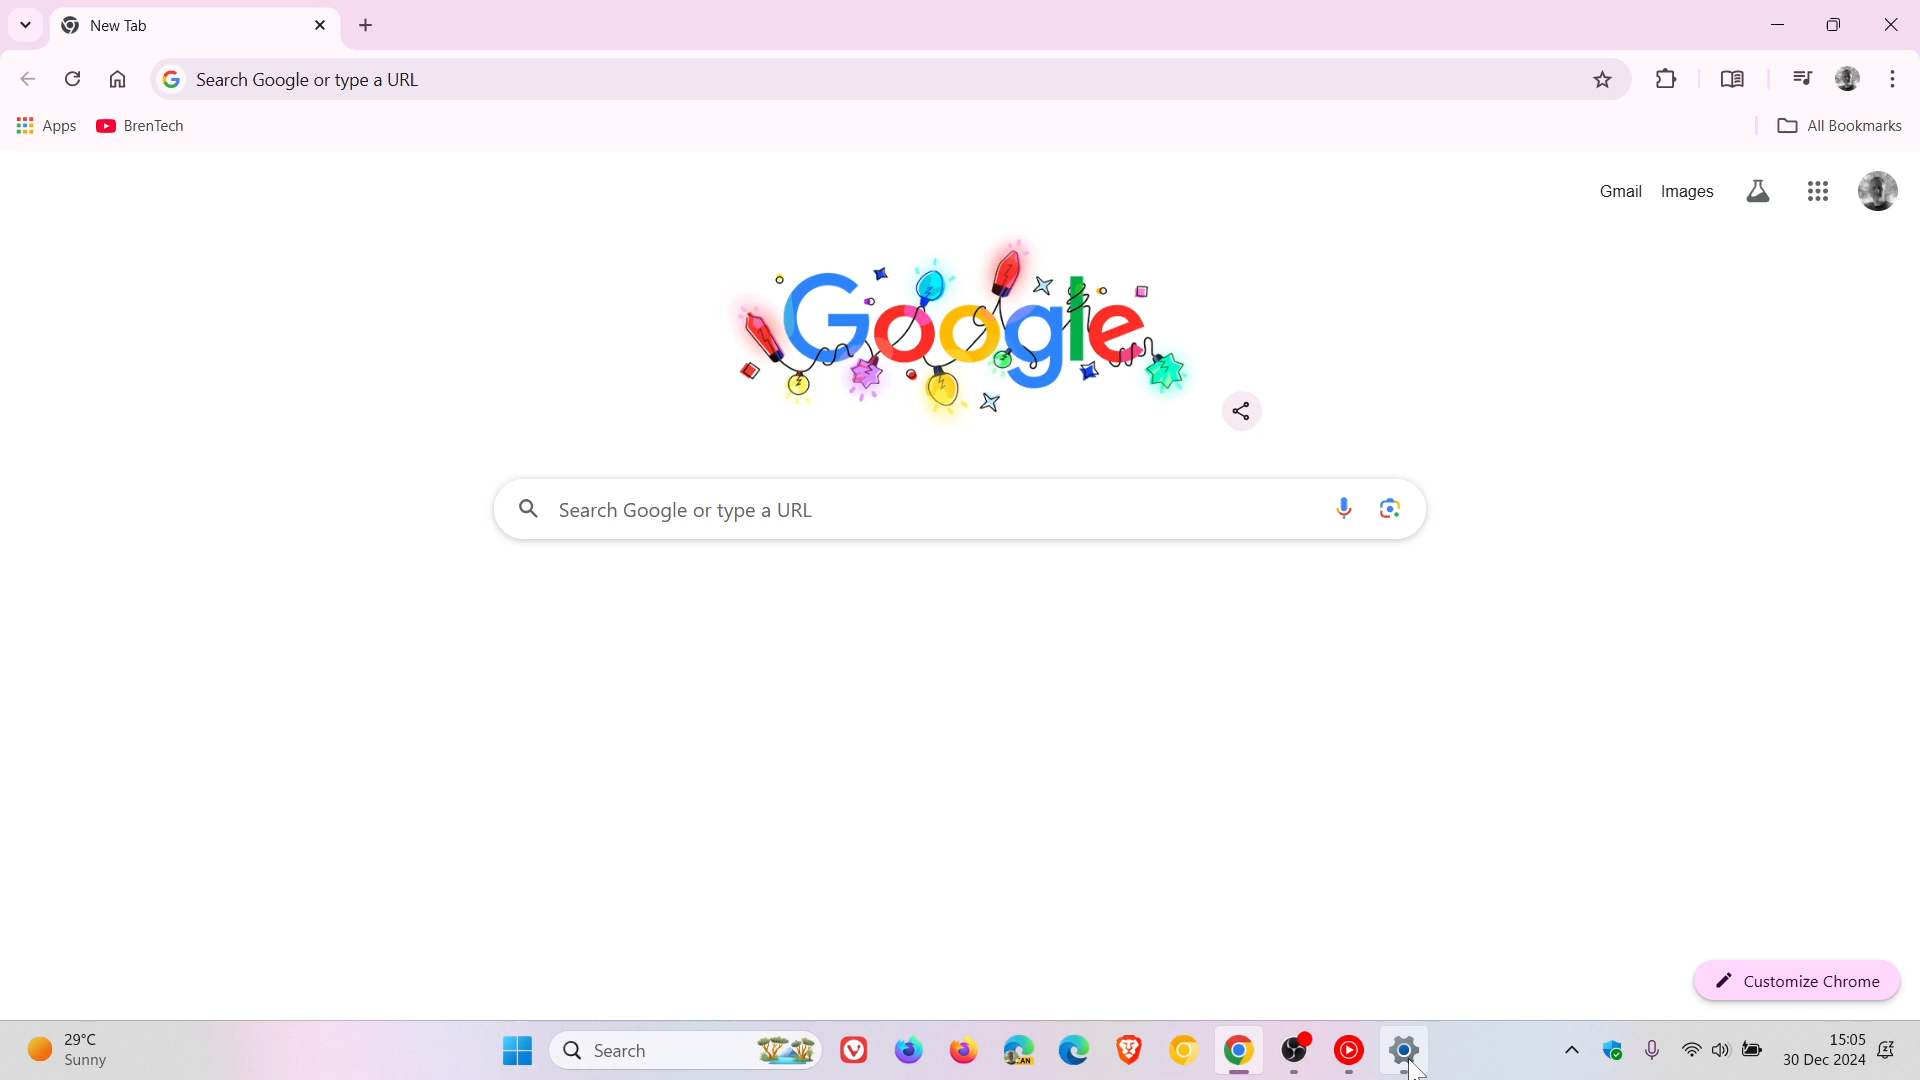 New Tab
Search Google or type a URL
Apps
BrenTech
All Bookmarks
Gmail
Images
Google
Search Google or type a URL
Customize Chrome
29°C
Sunny
Search
CAN
15:05
30 Dec 2024